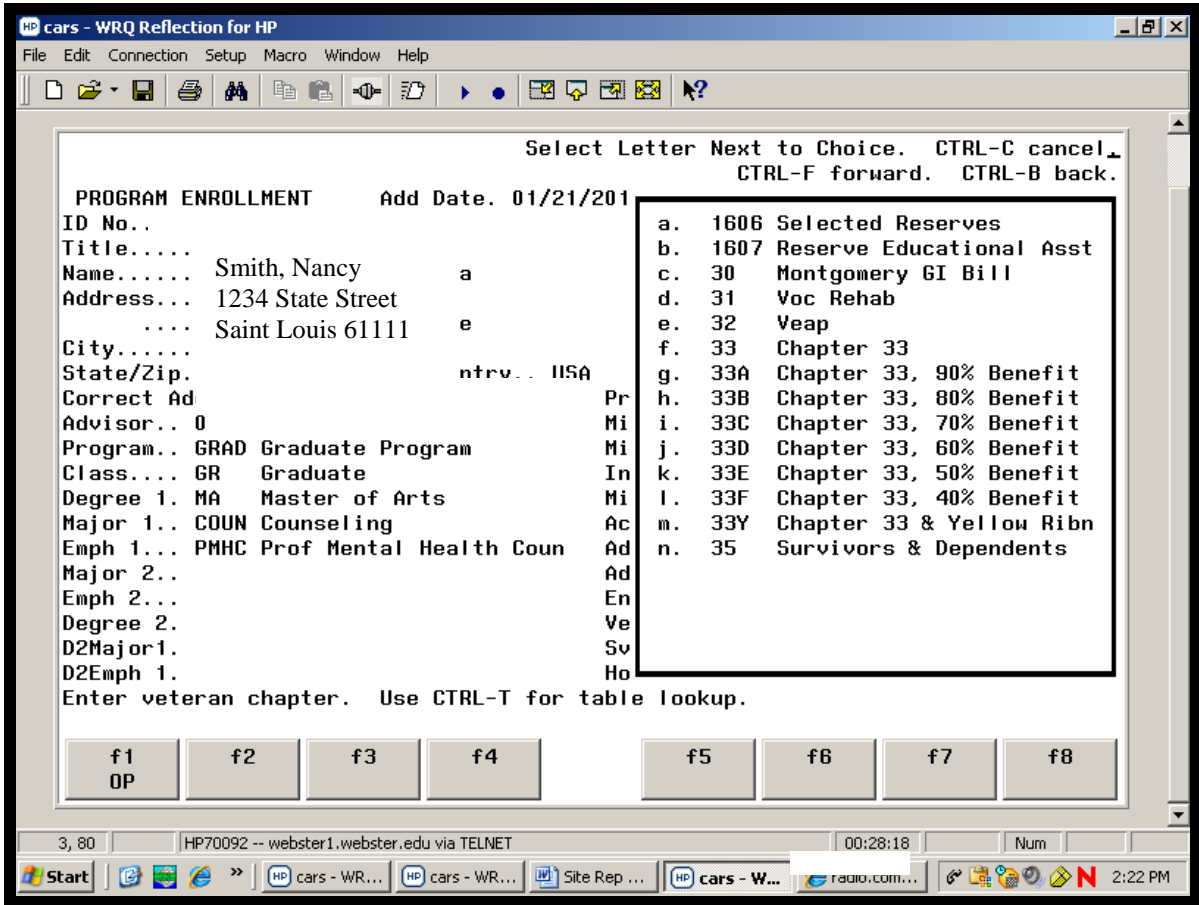 cars - WRQ Reflection for HP
File Edit Connection Setup Macro Window Help
Select Letter Next to Choice. CTRL-C cancel.
CTRL-F forward. CTRL-B back.
PROGRAM ENROLLMENT Add Date. 01/21/201
ID No..
Title.....
Name...... Smith, Nancy a
Address... 1234 State Street
.... Saint Louis 61111 e
City......
State/Zip. ntry.. USA
Correct Ad Pr
Advisor.. 0 Mi
Program.. GRAD Graduate Program Mi
Class.... GR Graduate In
Degree 1. MA Master of Arts Mi
Major 1.. COUN Counseling Ac
Emph 1... PMHC Prof Mental Health Coun Ad
Major 2.. Ad
Emph 2... En
Degree 2. Ve
D2Major1. Sv
D2Emph 1. Ho
a. 1606 Selected Reserves
b. 1607 Reserve Educational Asst
c. 30 Montgomery GI Bill
d. 31 Voc Rehab
e. 32 Veap
f. 33 Chapter 33
g. 33A Chapter 33, 90% Benefit
h. 33B Chapter 33, 80% Benefit
i. 33C Chapter 33, 70% Benefit
j. 33D Chapter 33, 60% Benefit
k. 33E Chapter 33, 50% Benefit
l. 33F Chapter 33, 40% Benefit
m. 33Y Chapter 33 & Yellow Ribn
n. 35 Survivors & Dependents
Enter veteran chapter. Use CTRL-T for table lookup.
f1 f2 f3 f4 f5 f6 f7 f8
OP
3, 80 HP70092 -- webster1.webster.edu via TELNET 00:28:18 Num
Start » cars - WR... cars - WR... Site Rep ... cars - W... radio.com... 2:22 PM